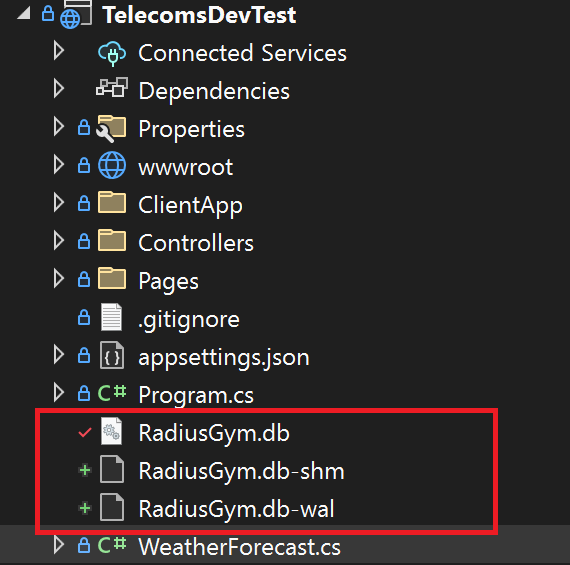 TelecomsDevTest
Connected Services
Dependencies
Properties
wwwroot
ClientApp
Controllers
Pages
.gitignore
appsettings.json
C# Program.cs
RadiusGym.db
RadiusGym.db-shm
RadiusGym.db-wal
C# WeatherForecast.cs